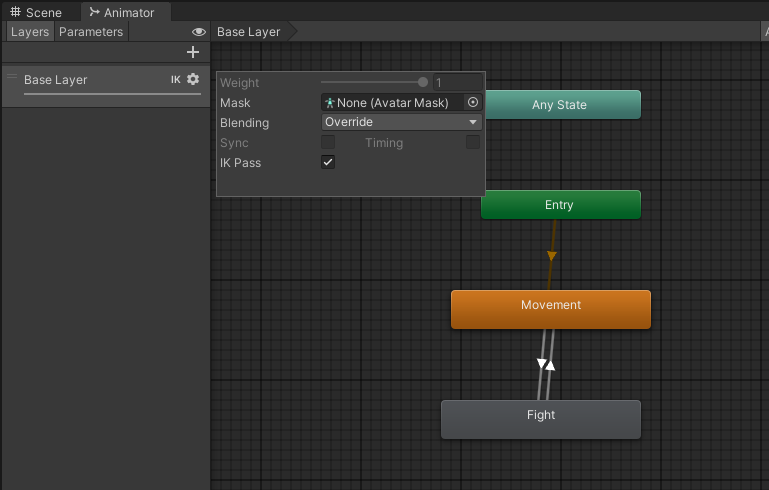 Scene
Animator
Layers
Parameters
Base Layer
Base Layer
IK
Weight
1
Mask
None (Avatar Mask)
Blending
Override
Sync
Timing
IK Pass
Any State
Entry
Movement
Fight